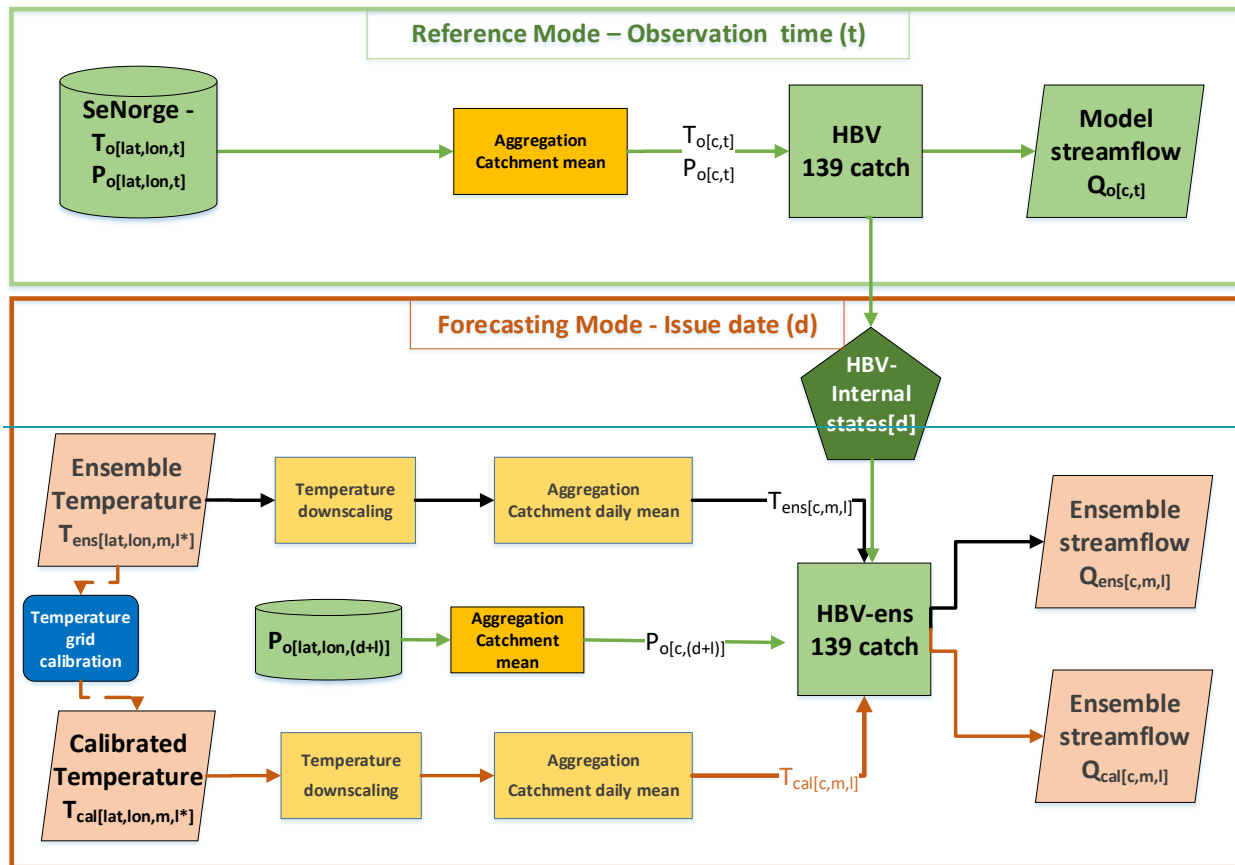 Reference Mode – Observation time (t)
SeNorge -
To[lat,lon,t]
Po[lat,lon,t]
Aggregation
Catchment mean
To[c,t]
Po[c,t]
HBV
139 catch
Model
streamflow
Qo[c,t]
Forecasting Mode - Issue date (d)
HBV-
Internal
states[d]
Ensemble
Temperature
Tens[lat,lon,m,l*]
Temperature
downscaling
Aggregation
Catchment daily mean
Tens[c,m,l]
Ensemble
streamflow
Qens[c,m,l]
Temperature
grid
calibration
Po[lat,lon,(d+l)]
Aggregation
Catchment
mean
Po[c,(d+l)]
HBV-ens
139 catch
Calibrated
Temperature
Tcal[lat,lon,m,l*]
Temperature
downscaling
Aggregation
Catchment daily mean
Tcal[c,m,l]
Ensemble
streamflow
Qcal[c,m,l]